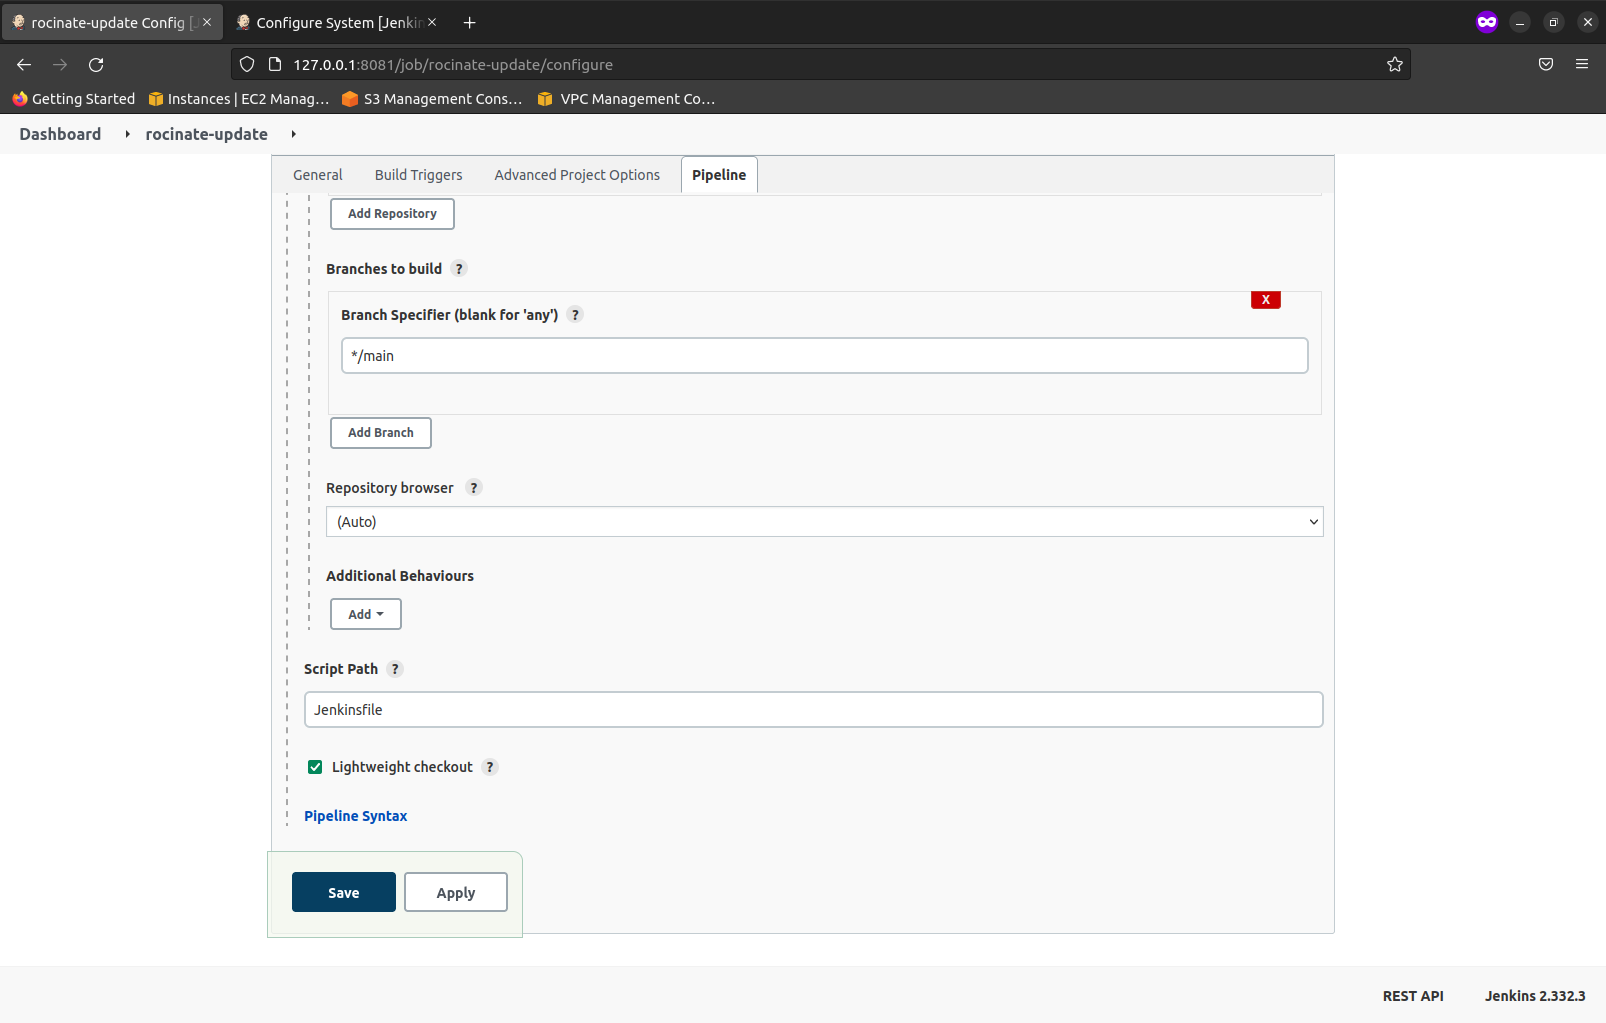 rocinate-update Config [J
Configure System [Jenkin
127.0.0.1:8081/job/rocinate-update/configure
Getting Started
Instances | EC2 Manag…
S3 Management Cons…
VPC Management Co…
Dashboard
rocinate-update
General
Build Triggers
Advanced Project Options
Pipeline
Add Repository
Branches to build ?
X
Branch Specifier (blank for 'any') ?
*/main
Add Branch
Repository browser ?
(Auto)
Additional Behaviours
Add
Script Path ?
Jenkinsfile
Lightweight checkout ?
Pipeline Syntax
Save
Apply
REST API
Jenkins 2.332.3